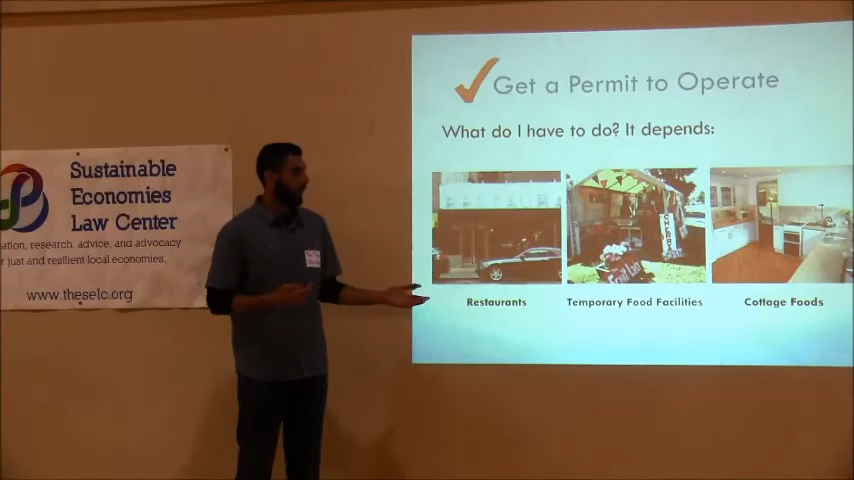 Sustainable
Economies
Law Center
research, advice, and advocacy
just and resilient local economies.
www.theselc.org
Get a Permit to Operate
What do I have to do? It depends:
CHERRIES
Restaurants
Temporary Food Facilities
Cottage Foods